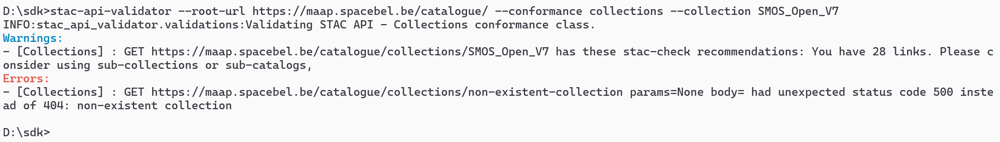 D:\sdk>stac-api-validator --root-url https://maap.spacebel.be/catalogue/ --conformance collections --collection SMOS_Open_V7
INFO:stac_api_validator.validations:Validating STAC API - Collections conformance class.
Warnings:
- [Collections] : GET https://maap.spacebel.be/catalogue/collections/SMOS_Open_V7 has these stac-check recommendations: You have 28 links. Please c
onsider using sub-collections or sub-catalogs,
Errors:
- [Collections] : GET https://maap.spacebel.be/catalogue/collections/non-existent-collection params=None body= had unexpected status code 500 inste
ad of 404: non-existent collection
D:\sdk>